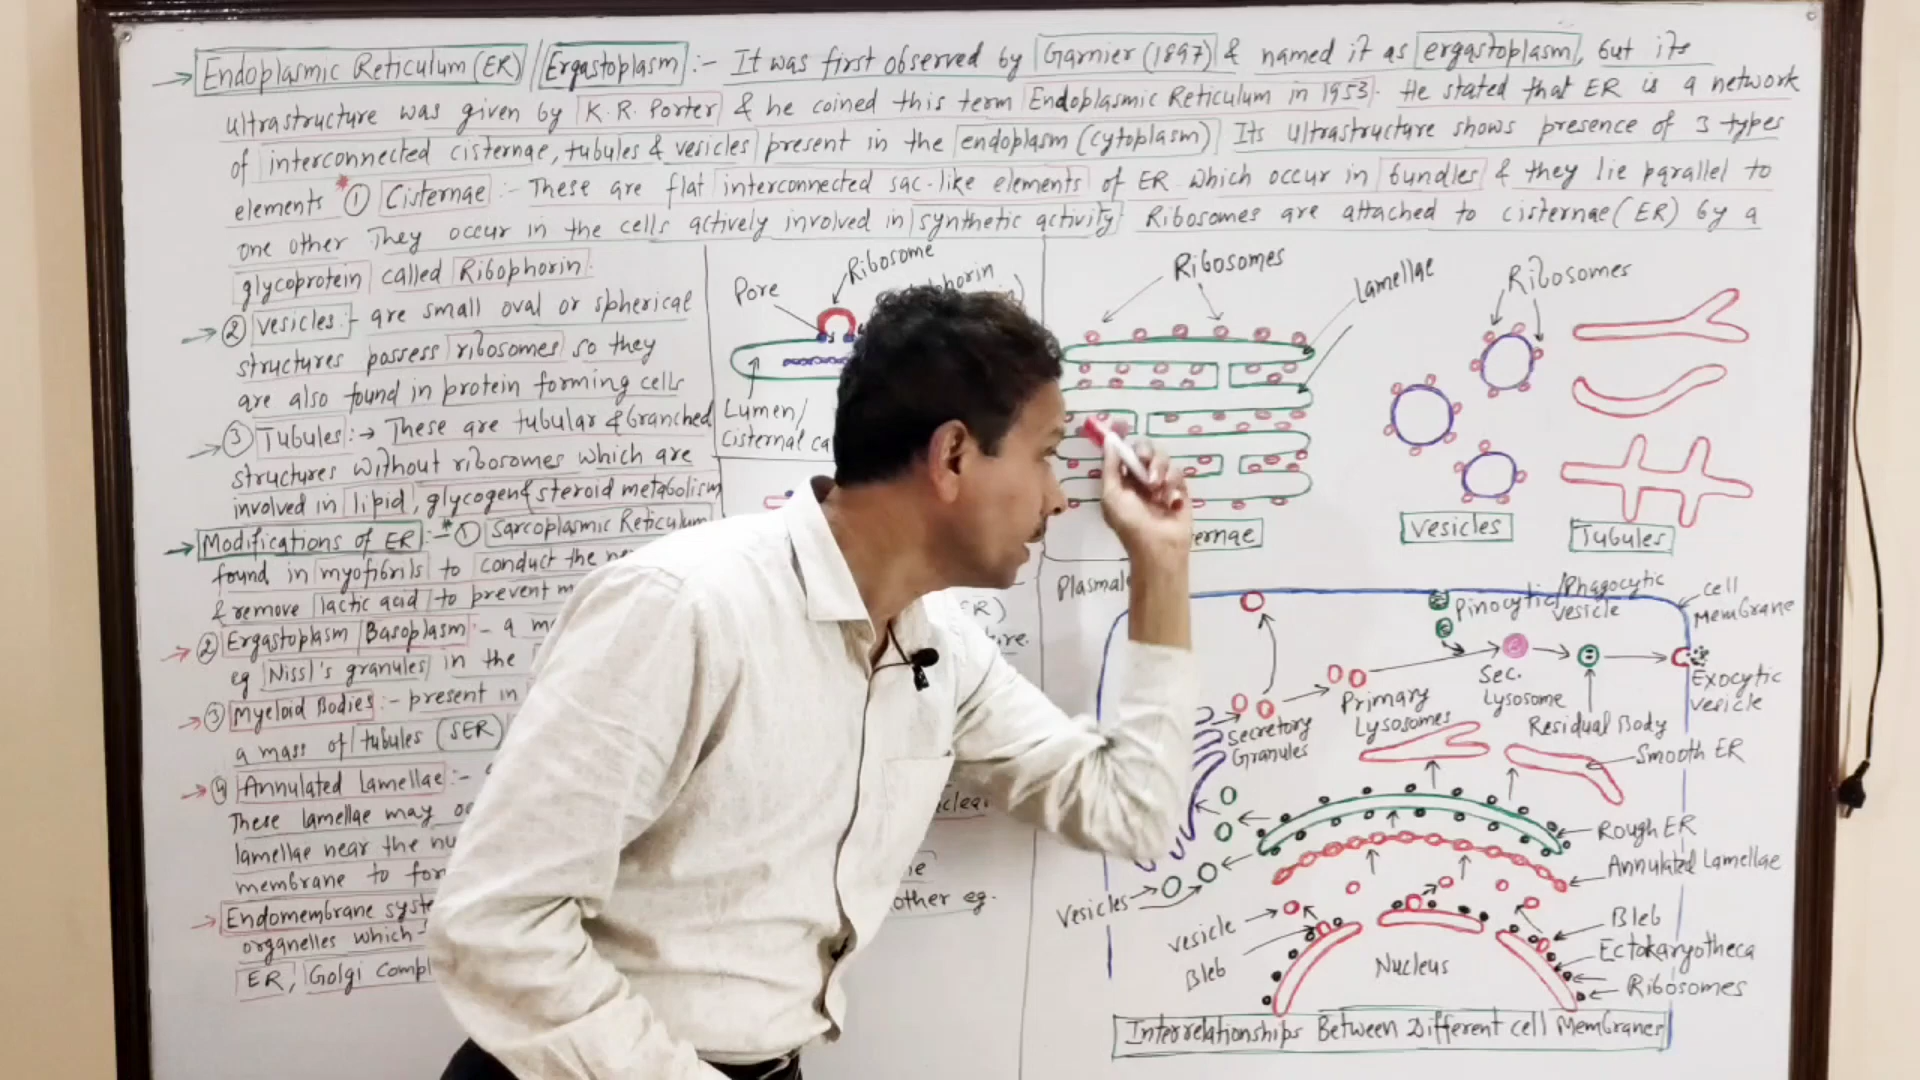 Endoplasmic Reticulum (ER) / Ergastoplasm :- It was first observed by Garnier (1897) & named it as ergastoplasm, but its
ultrastructure was given by K.R. Porter & he coined this term Endoplasmic Reticulum in 1953. He stated that ER is a network
of interconnected cisternae, tubules & vesicles present in the endoplasm (cytoplasm) Its ultrastructure shows presence of 3 types
elements * ① Cisternae :- These are flat interconnected sac-like elements of ER which occur in bundles & they lie parallel to
one other They occur in the cells actively involved in synthetic activity Ribosomes are attached to cisternae (ER) by a
glycoprotein called Ribophorin.
② Vesicles :- are small oval or spherical
structures possess ribosomes so they
are also found in protein forming cells
③ Tubules :→ These are tubular & branched
structures without ribosomes which are
involved in lipid, glycogen & steroid metabolism
Modifications of ER :- * ① Sarcoplasmic Reticulum
found in myofibrils to conduct the
& remove lactic acid to prevent
② Ergastoplasm / Basoplasm :- a
eg Nissl's granules in the
③ Myeloid Bodies :- present in
a mass of tubules (SER)
④ Annulated Lamellae :-
These lamellae may
lamellae near the
membrane to
Endomembrane
organelles which
ER, Golgi
other eg.
Ribosome
Pore
Lumen/
Cisternal
Ribosomes
Lamellae
Ribosomes
Vesicles
Tubules
Pinocytic/Phagocytic
vesicle
cell
Membrane
Secretory
Granules
Primary
Lysosomes
Sec.
Lysosome
Residual Body
Exocytic
vesicle
Smooth ER
Rough ER
Annulated Lamellae
Vesicles
vesicle
Bleb
Nucleus
Bleb
Ectokaryotheca
Ribosomes
Interrelationships Between Different cell Membranes